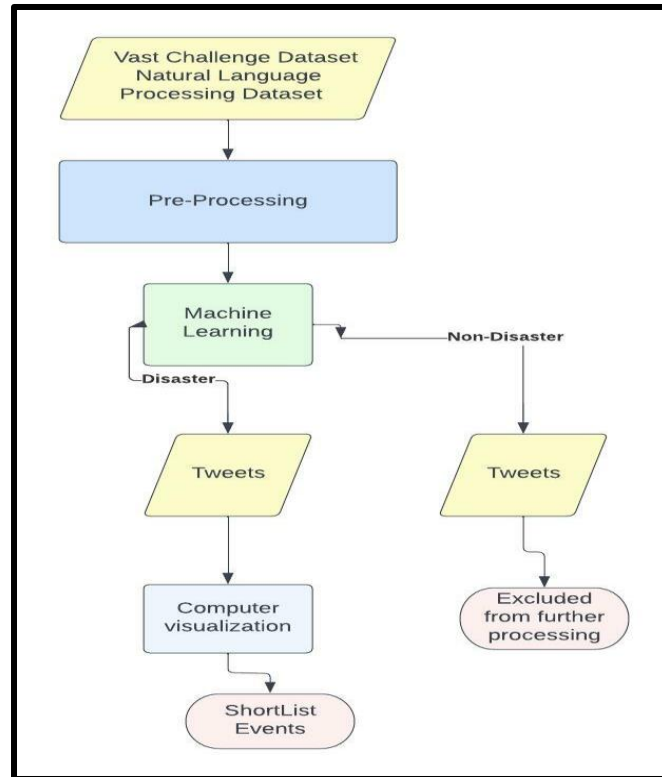 Vast Challenge Dataset
Natural Language
Processing Dataset
Pre-Processing
Machine
Learning
Non-Disaster
Disaster
Tweets
Tweets
Computer
visualization
Excluded
from further
processing
ShortList
Events